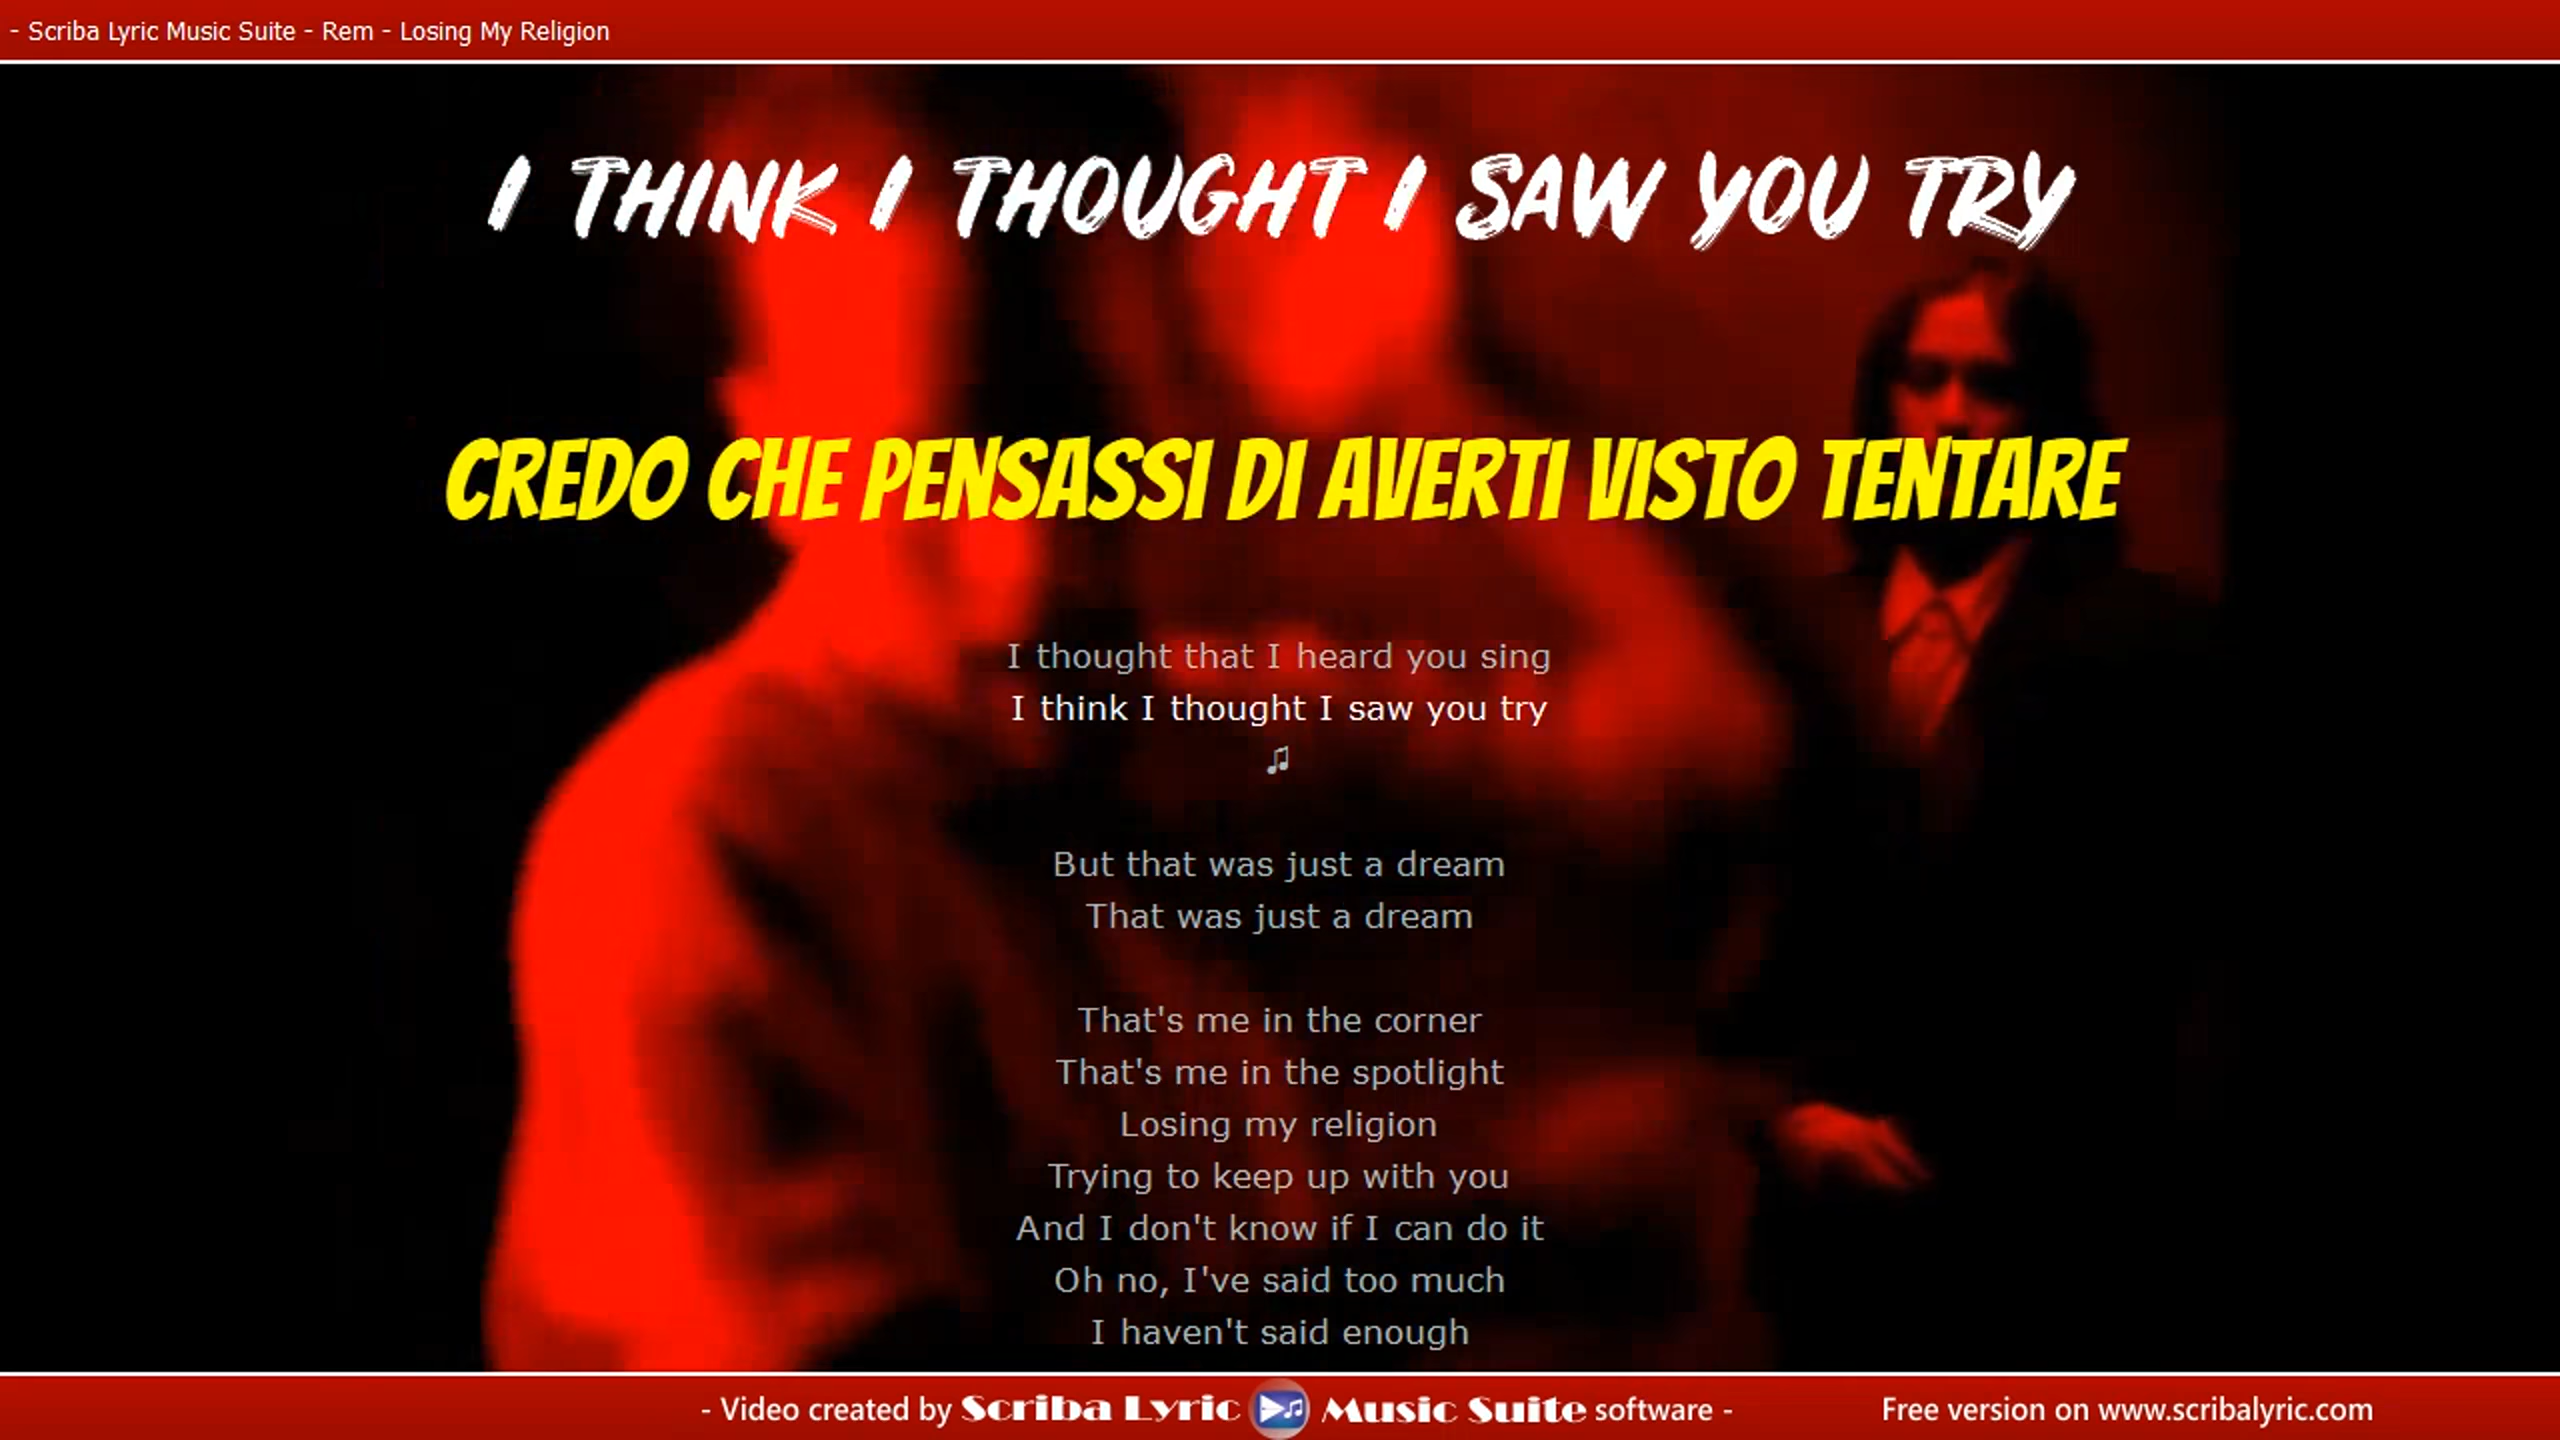 - Scriba Lyric Music Suite - Rem - Losing My Religion
I THINK I THOUGHT I SAW YOU TRY
CREDO CHE PENSASSI DI AVERTI VISTO TENTARE
I thought that I heard you sing
I think I thought I saw you try
♫
But that was just a dream
That was just a dream
That's me in the corner
That's me in the spotlight
Losing my religion
Trying to keep up with you
And I don't know if I can do it
Oh no, I've said too much
I haven't said enough
- Video created by Scriba Lyric Music Suite software - Free version on www.scribalyric.com